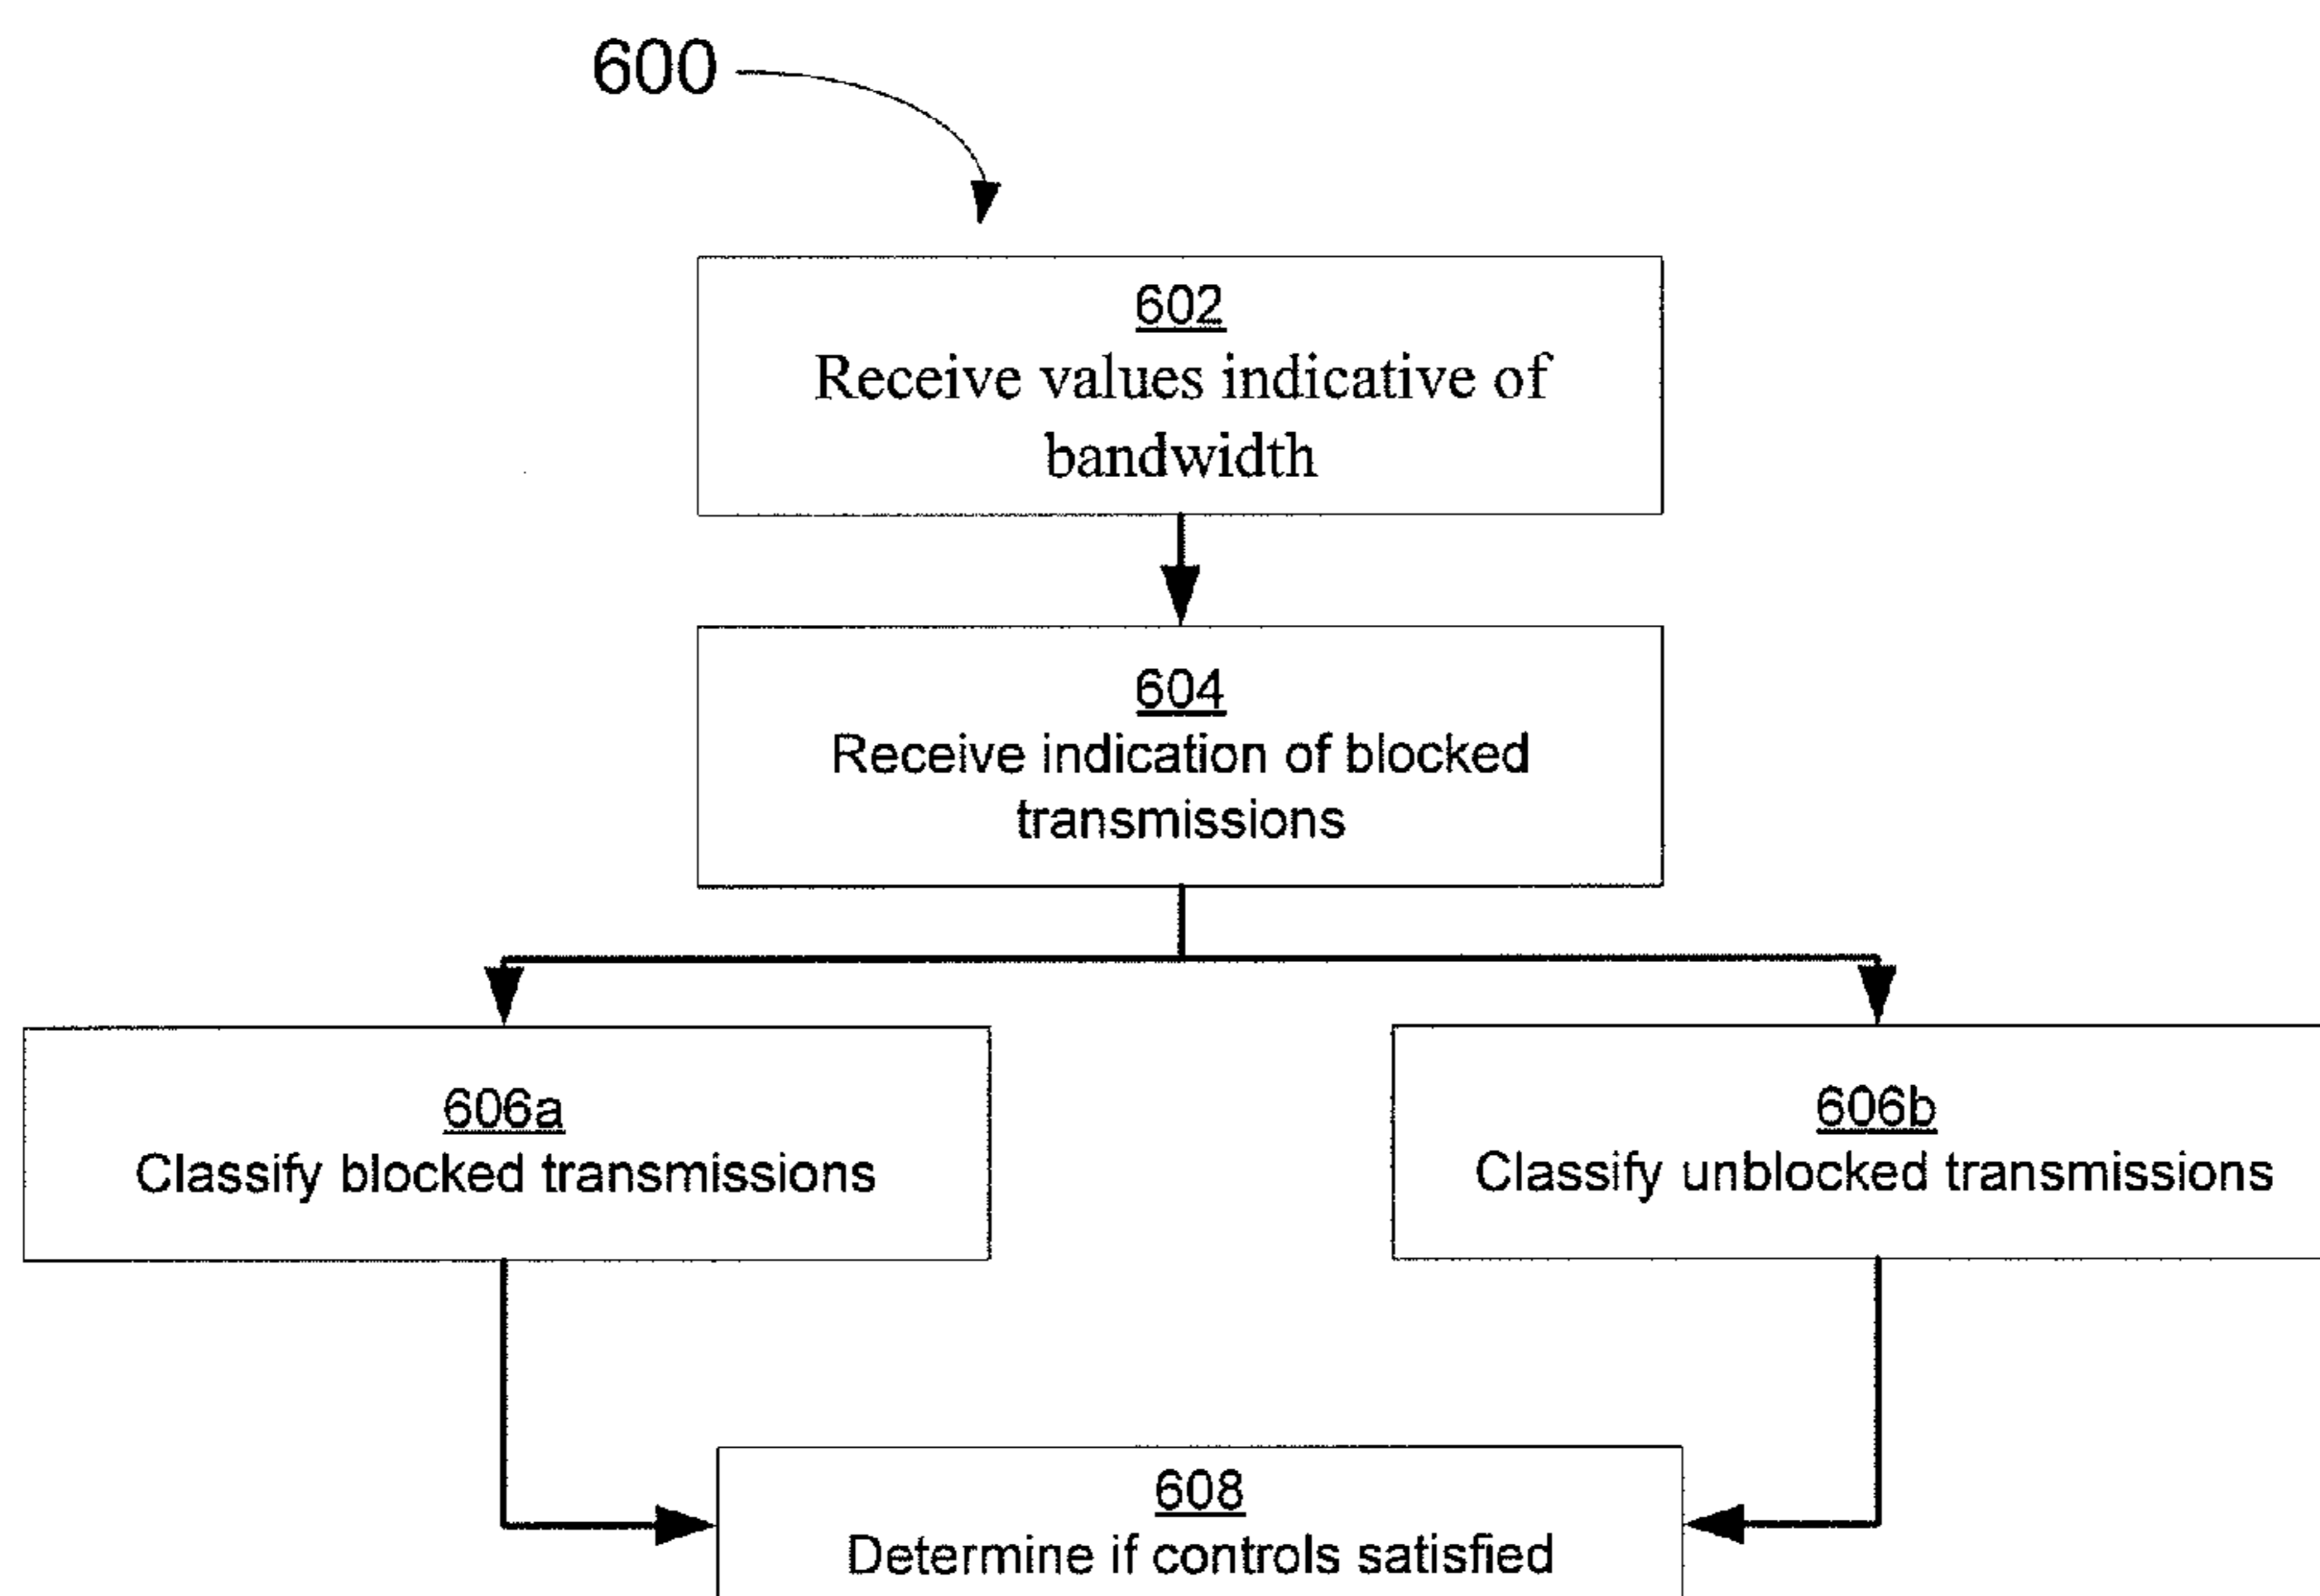 600
602
Receive values indicative of
bandwidth
604
Receive indication of blocked
transmissions
606a
Classify blocked transmissions
606b
Classify unblocked transmissions
608
Determine if controls satisfied